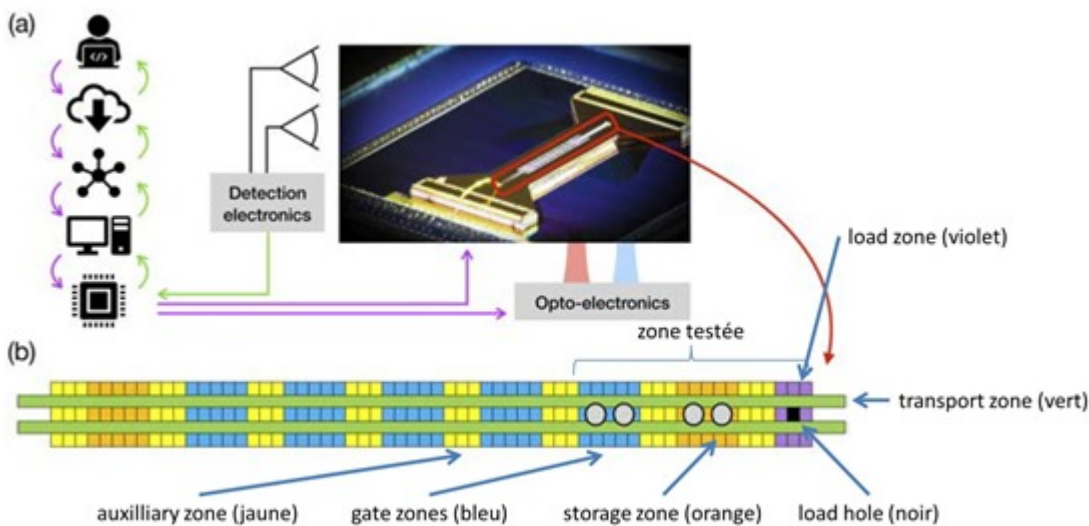 (a)
</>
Detection
electronics
Opto-electronics
load zone (violet)
zone testée
(b)
transport zone (vert)
auxilliary zone (jaune)
gate zones (bleu)
storage zone (orange)
load hole (noir)